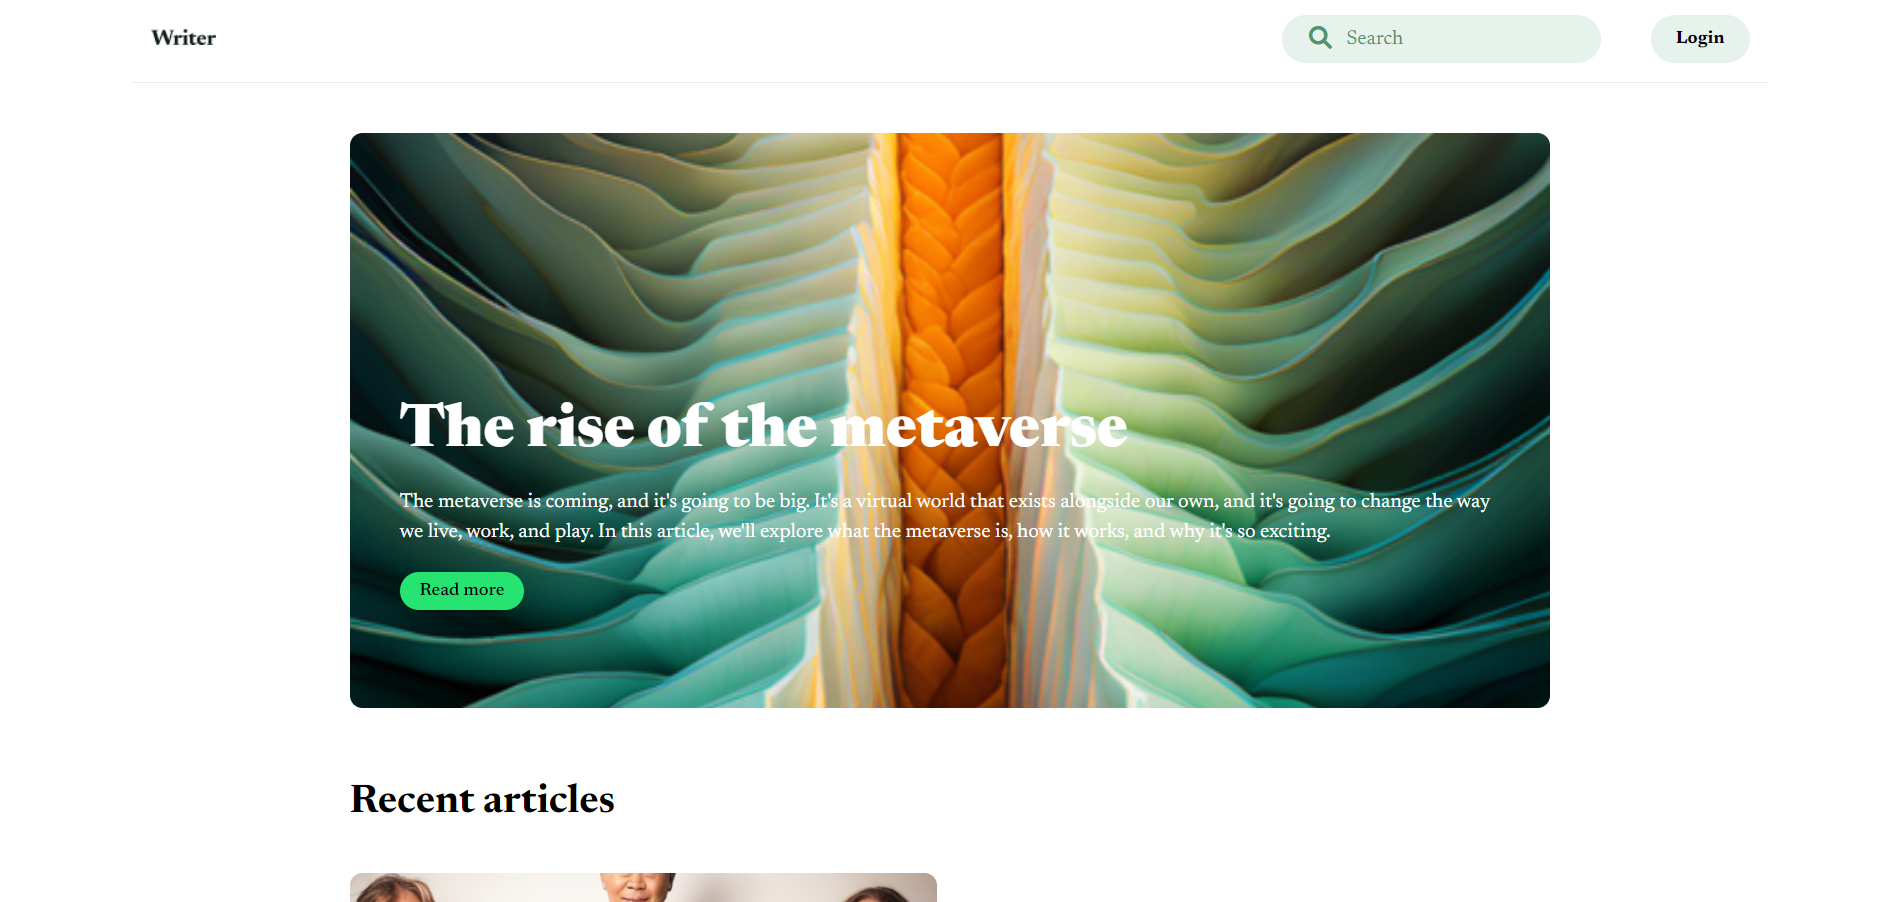 Writer
Search
Login
The rise of the metaverse
The metaverse is coming, and it's going to be big. It's a virtual world that exists alongside our own, and it's going to change the way
we live, work, and play. In this article, we'll explore what the metaverse is, how it works, and why it's so exciting.
Read more
Recent articles